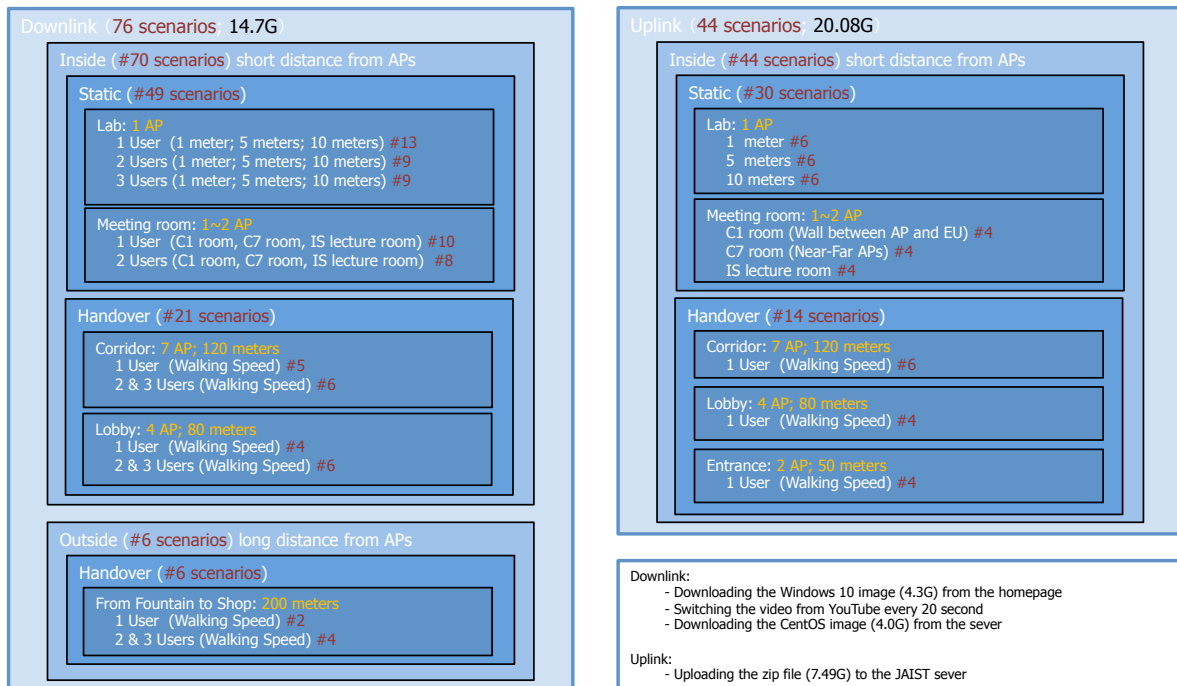 Downlink (76 scenarios; 14.7G)
Inside (#70 scenarios) short distance from APs
Static (#49 scenarios)
Lab: 1 AP
1 User (1 meter; 5 meters; 10 meters) #13
2 Users (1 meter; 5 meters; 10 meters) #9
3 Users (1 meter; 5 meters; 10 meters) #9
Meeting room: 1~2 AP
1 User (C1 room, C7 room, IS lecture room) #10
2 Users (C1 room, C7 room, IS lecture room) #8
Handover (#21 scenarios)
Corridor: 7 AP; 120 meters
1 User (Walking Speed) #5
2 & 3 Users (Walking Speed) #6
Lobby: 4 AP; 80 meters
1 User (Walking Speed) #4
2 & 3 Users (Walking Speed) #6
Outside (#6 scenarios) long distance from APs
Handover (#6 scenarios)
From Fountain to Shop: 200 meters
1 User (Walking Speed) #2
2 & 3 Users (Walking Speed) #4
Uplink (44 scenarios; 20.08G)
Inside (#44 scenarios) short distance from APs
Static (#30 scenarios)
Lab: 1 AP
1 meter #6
5 meters #6
10 meters #6
Meeting room: 1~2 AP
C1 room (Wall between AP and EU) #4
C7 room (Near-Far APs) #4
IS lecture room #4
Handover (#14 scenarios)
Corridor: 7 AP; 120 meters
1 User (Walking Speed) #6
Lobby: 4 AP; 80 meters
1 User (Walking Speed) #4
Entrance: 2 AP; 50 meters
1 User (Walking Speed) #4
Downlink:
- Downloading the Windows 10 image (4.3G) from the homepage
- Switching the video from YouTube every 20 second
- Downloading the CentOS image (4.0G) from the sever
Uplink:
- Uploading the zip file (7.49G) to the JAIST sever